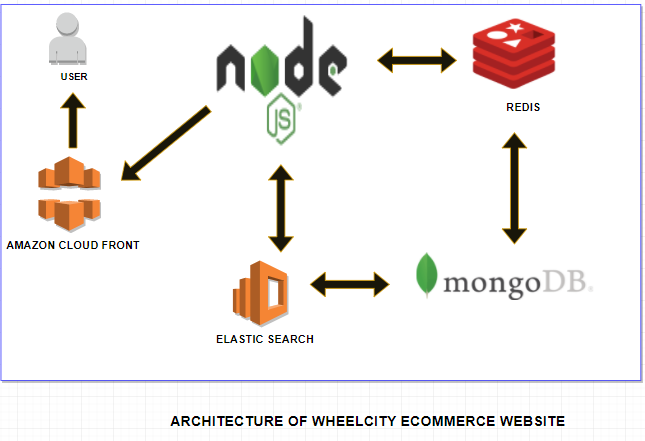 node
JS
USER
REDIS
AMAZON CLOUD FRONT
mongoDB.
ELASTIC SEARCH
ARCHITECTURE OF WHEELCITY ECOMMERCE WEBSITE